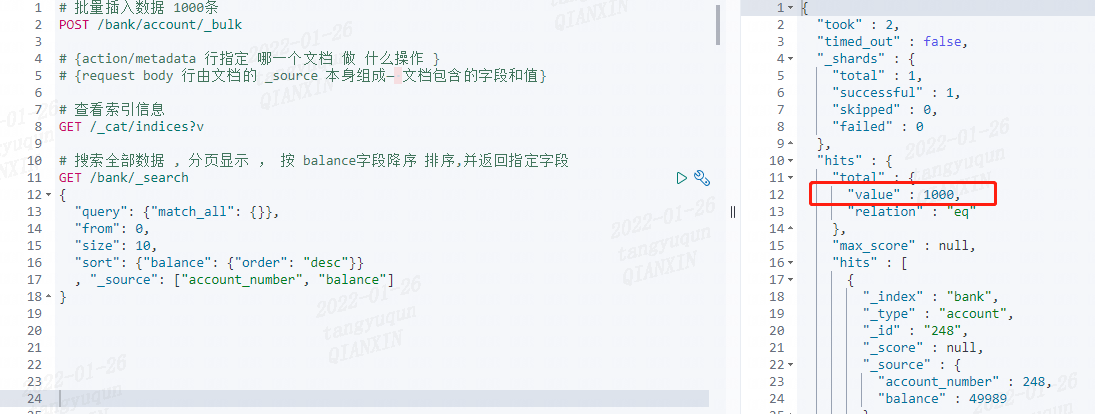 # 批量插入数据 1000条
POST /bank/account/_bulk
# {action/metadata 行指定 哪一个文档 做 什么操作 }
# {request body 行由文档的 _source 本身组成— 文档包含的字段和值}
# 查看索引信息
GET /_cat/indices?v
# 搜索全部数据 , 分页显示 , 按 balance字段降序 排序,并返回指定字段
GET /bank/_search
{
"query": {"match_all": {}},
"from": 0,
"size": 10,
"sort": {"balance": {"order": "desc"}}
, "_source": ["account_number", "balance"]
}
1
2
3
4
5
6
7
8
9
10
11
12
13
14
15
16
17
18
19
20
21
22
23
24
{
"took" : 2,
"timed_out" : false,
"_shards" : {
"total" : 1,
"successful" : 1,
"skipped" : 0,
"failed" : 0
},
"hits" : {
"total" : {
"value" : 1000,
"relation" : "eq"
},
"max_score" : null,
"hits" : [
{
"_index" : "bank",
"_type" : "account",
"_id" : "248",
"_score" : null,
"_source" : {
"account_number" : 248,
"balance" : 49989
1
2
3
4
5
6
7
8
9
10
11
12
13
14
15
16
17
18
19
20
21
22
23
24
2022-01-26
tangyuqun
QIANXIN